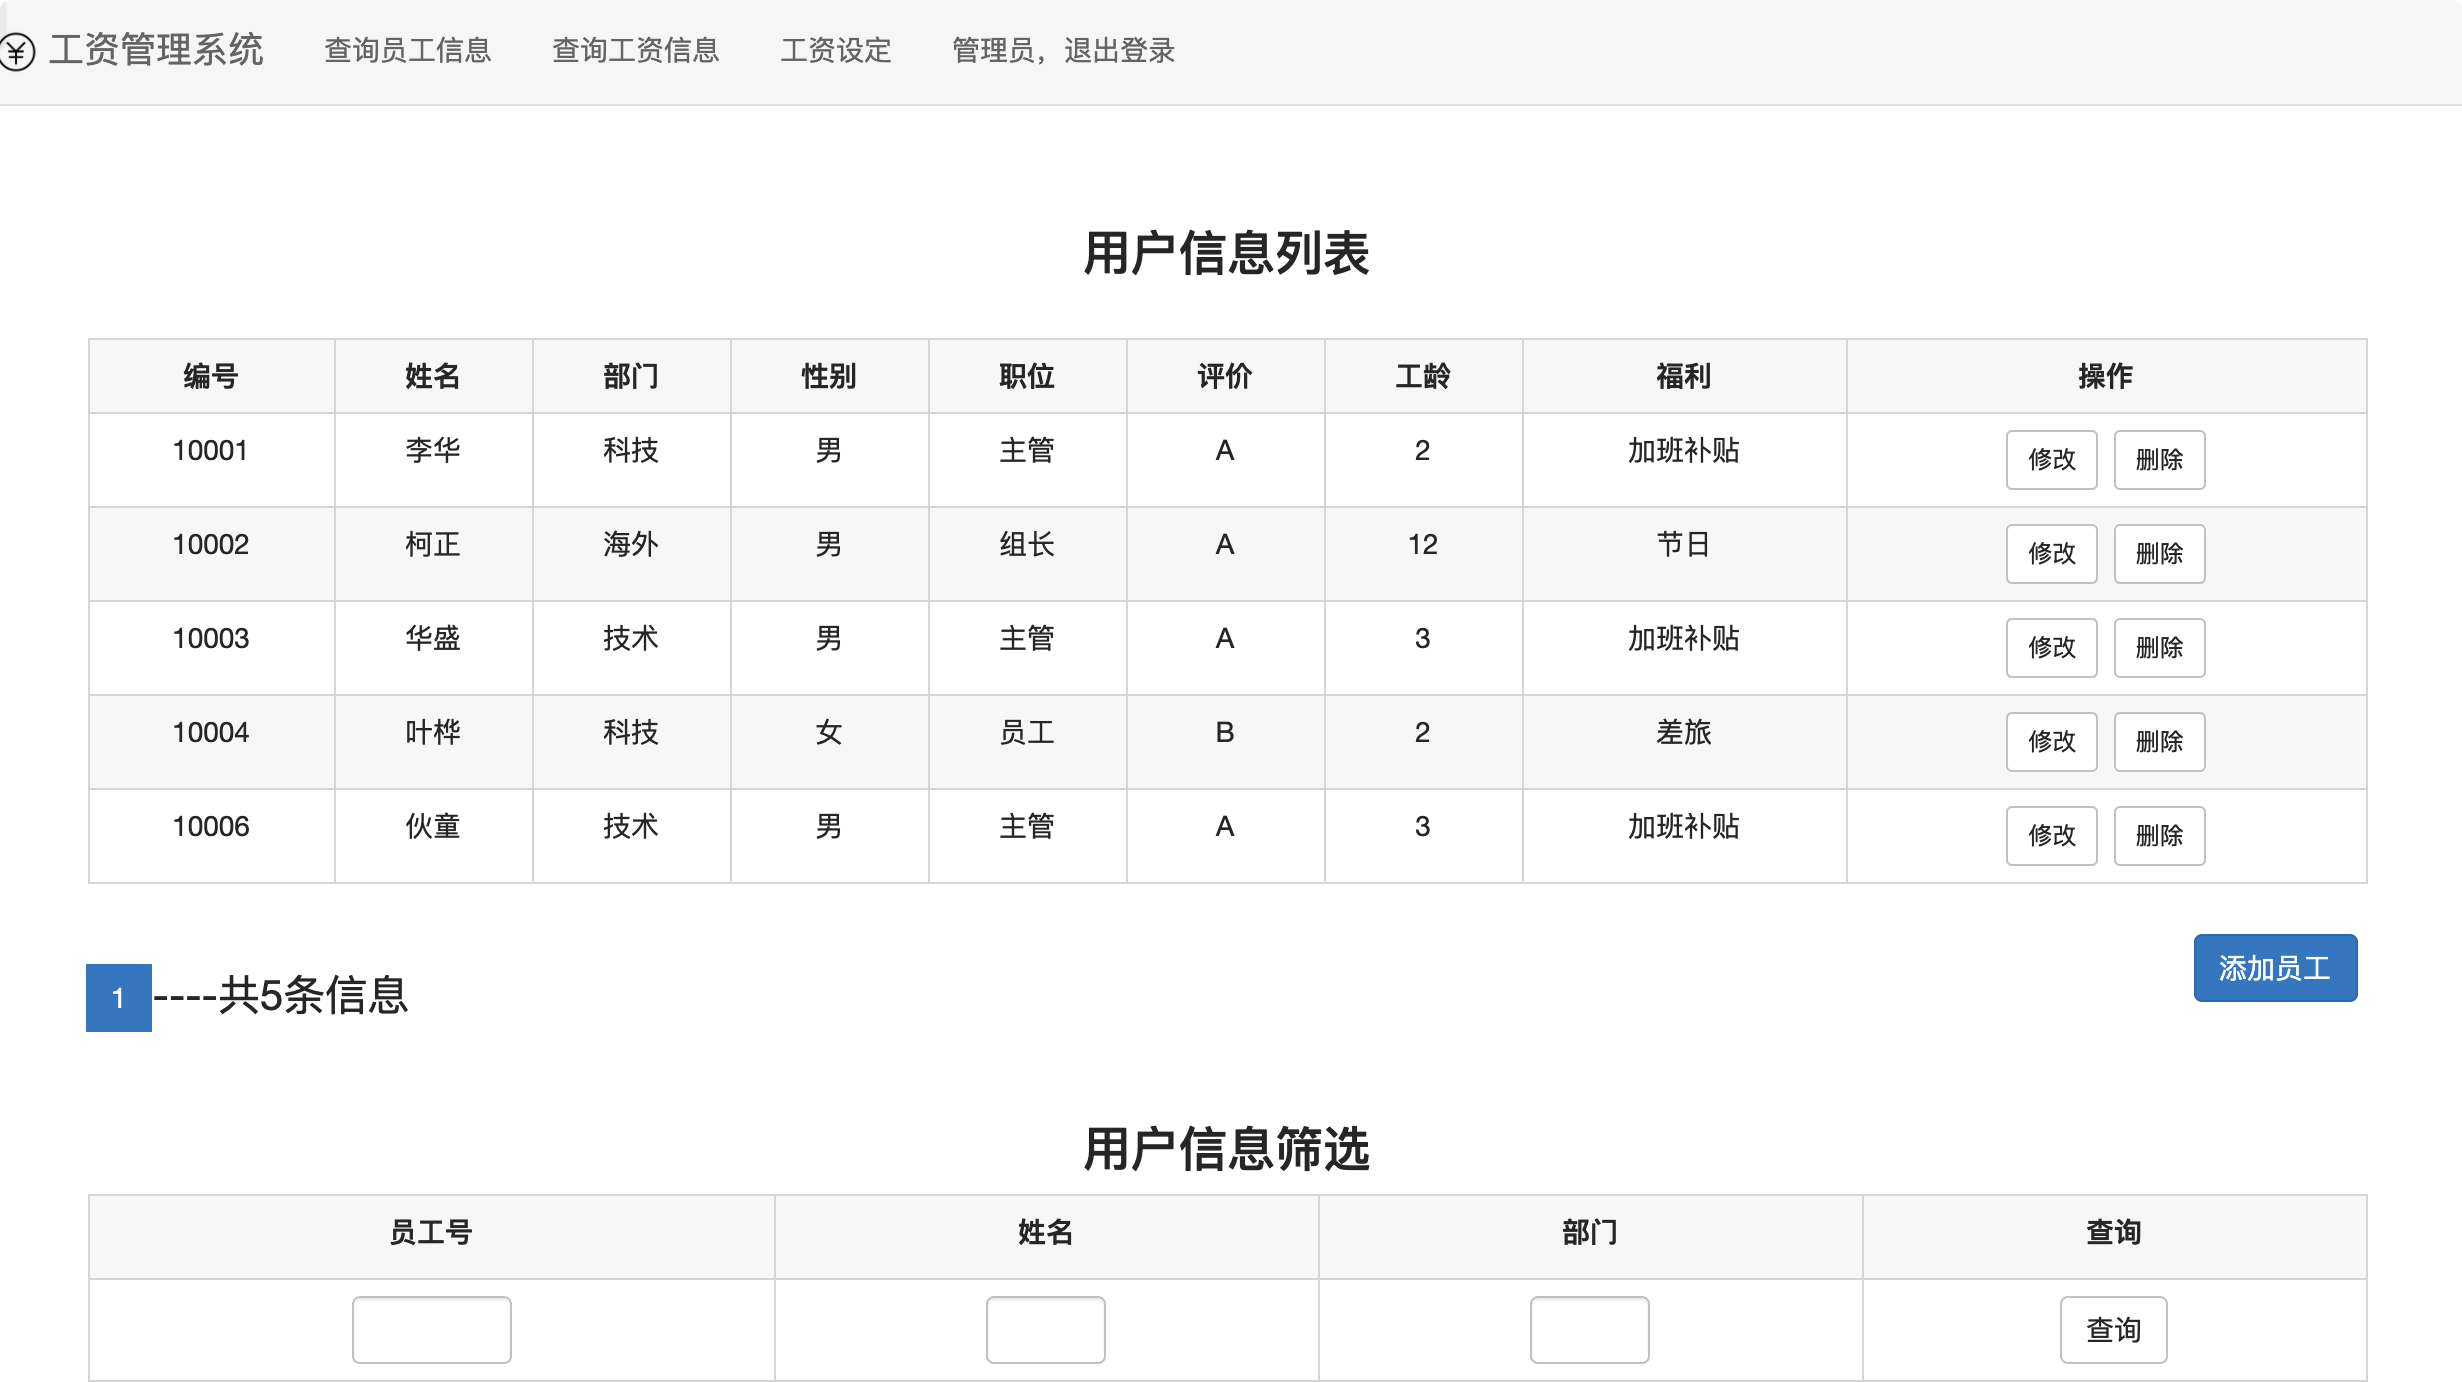 工资管理系统 查询员工信息 查询工资信息 工资设定 管理员，退出登录
用户信息列表
编号 姓名 部门 性别 职位 评价 工龄 福利 操作
10001 李华 科技 男 主管 A 2 加班补贴 修改 删除
10002 柯正 海外 男 组长 A 12 节日 修改 删除
10003 华盛 技术 男 主管 A 3 加班补贴 修改 删除
10004 叶桦 科技 女 员工 B 2 差旅 修改 删除
10006 伙童 技术 男 主管 A 3 加班补贴 修改 删除
1 ----共5条信息 添加员工
用户信息筛选
员工号 姓名 部门 查询
查询